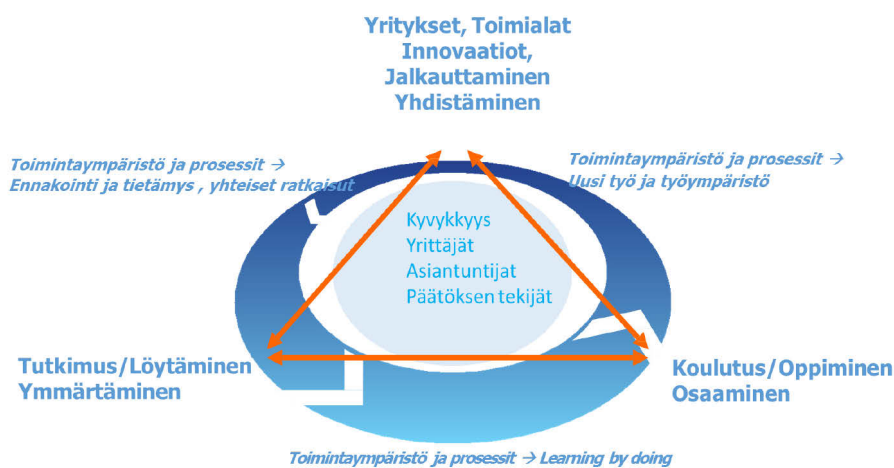 Yritykset, Toimialat
Innovaatiot,
Jalkauttaminen
Yhdistäminen
Toimintaympäristö ja prosessit →
Ennakointi ja tietämys , yhteiset ratkaisut
Toimintaympäristö ja prosessit →
Uusi työ ja työympäristö
Kyvykkyys
Yrittäjät
Asiantuntijat
Päätöksen tekijät
Tutkimus/Löytäminen
Ymmärtäminen
Koulutus/Oppiminen
Osaaminen
Toimintaympäristö ja prosessit → Learning by doing